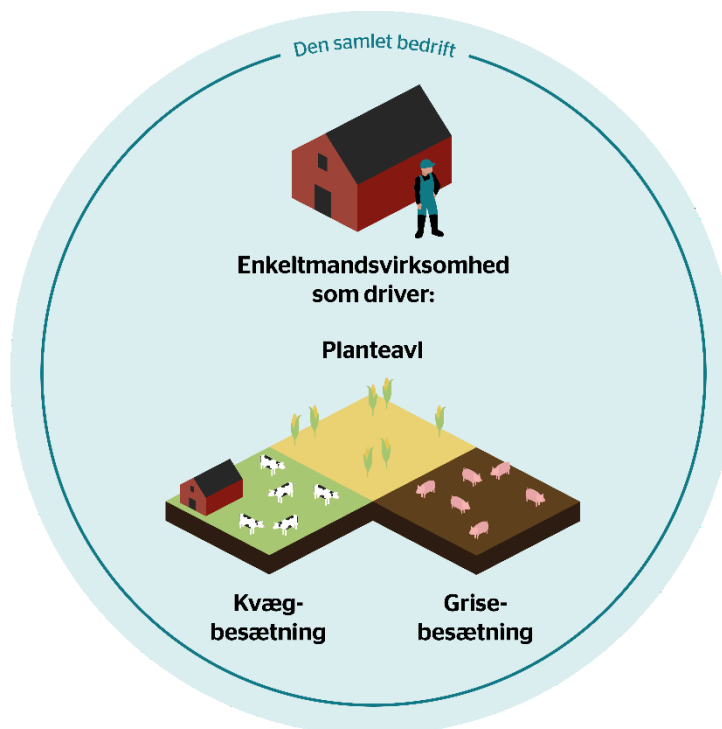 Den samlet bedrift
Enkeltmandsvirksomhed
som driver:
Planteavl
Kvæg-
besætning
Grise-
besætning